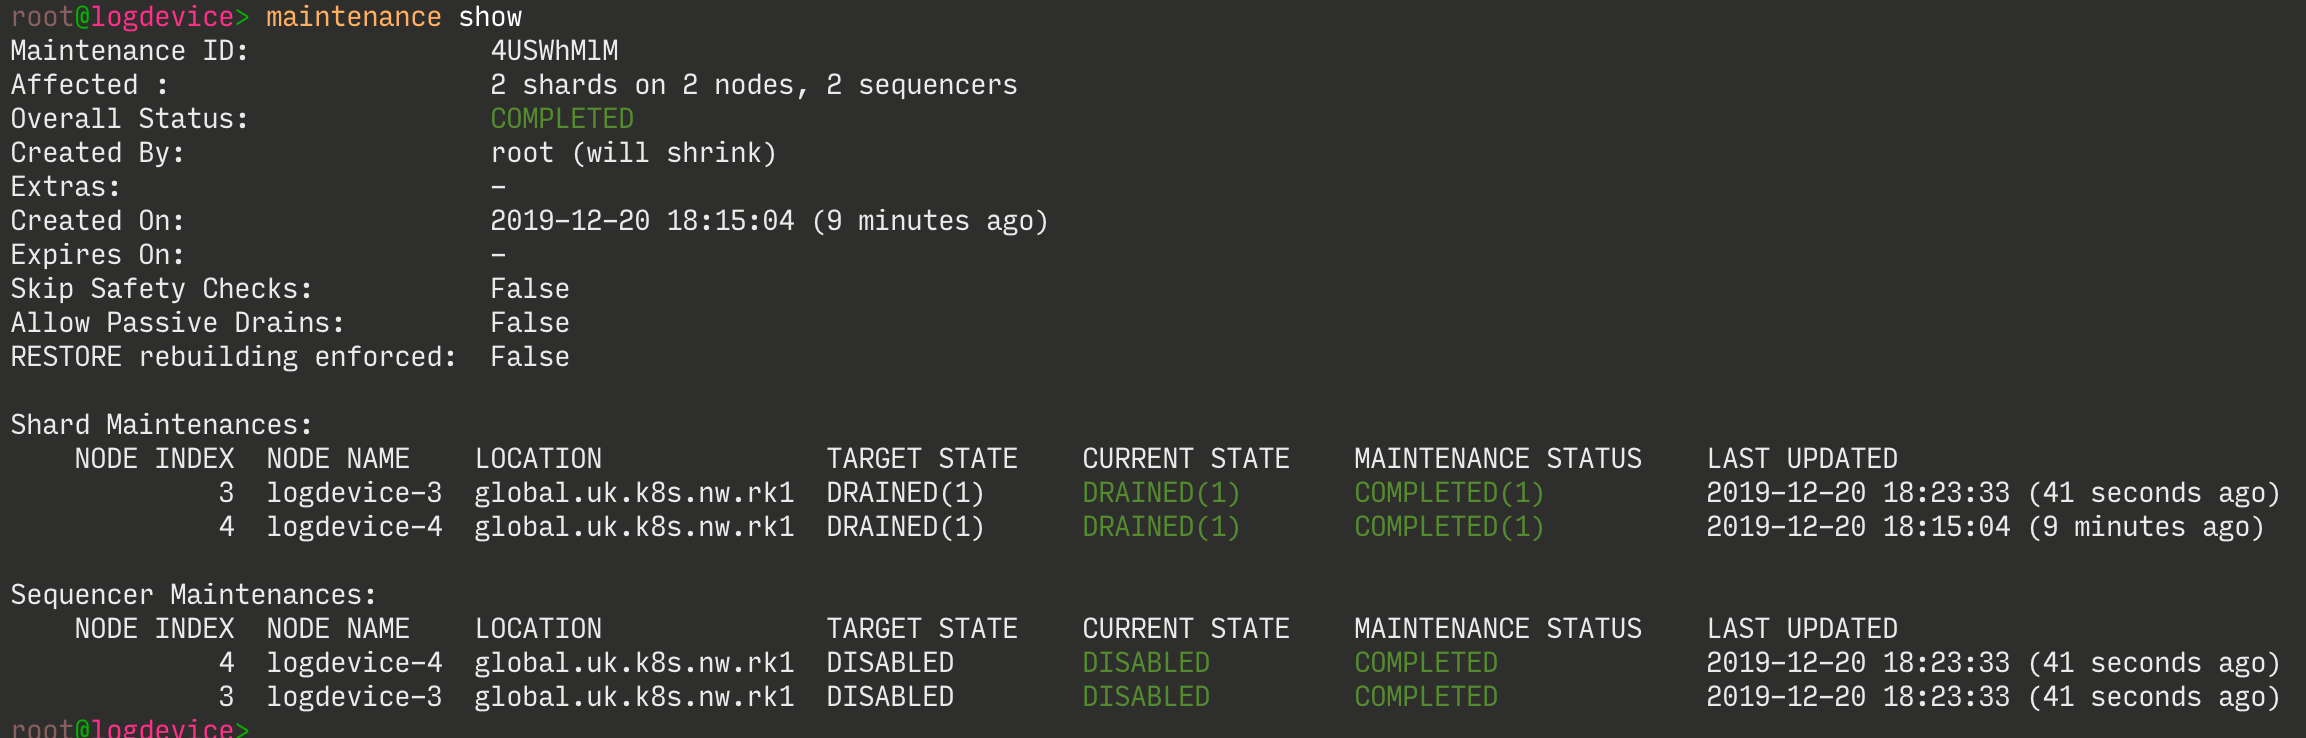 root@logdevice> maintenance show
Maintenance ID: 4USWhMlM
Affected : 2 shards on 2 nodes, 2 sequencers
Overall Status: COMPLETED
Created By: root (will shrink)
Extras: -
Created On: 2019-12-20 18:15:04 (9 minutes ago)
Expires On: -
Skip Safety Checks: False
Allow Passive Drains: False
RESTORE rebuilding enforced: False
Shard Maintenances:
NODE INDEX NODE NAME LOCATION TARGET STATE CURRENT STATE MAINTENANCE STATUS LAST UPDATED
3 logdevice-3 global.uk.k8s.nw.rk1 DRAINED(1) DRAINED(1) COMPLETED(1) 2019-12-20 18:23:33 (41 seconds ago)
4 logdevice-4 global.uk.k8s.nw.rk1 DRAINED(1) DRAINED(1) COMPLETED(1) 2019-12-20 18:15:04 (9 minutes ago)
Sequencer Maintenances:
NODE INDEX NODE NAME LOCATION TARGET STATE CURRENT STATE MAINTENANCE STATUS LAST UPDATED
4 logdevice-4 global.uk.k8s.nw.rk1 DISABLED DISABLED COMPLETED 2019-12-20 18:23:33 (41 seconds ago)
3 logdevice-3 global.uk.k8s.nw.rk1 DISABLED DISABLED COMPLETED 2019-12-20 18:23:33 (41 seconds ago)
root@logdevice>